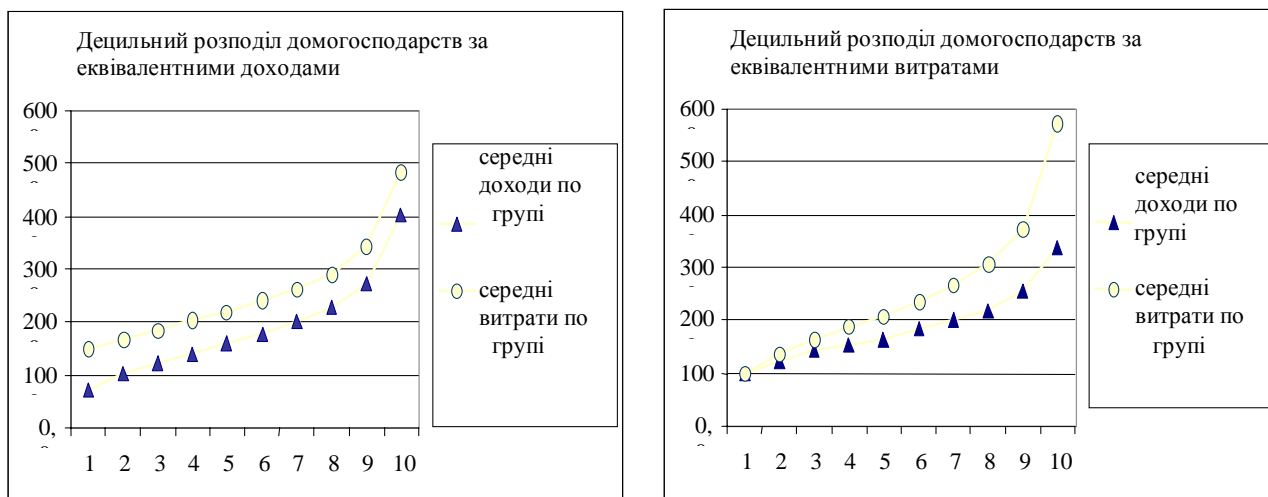 Децильний розподіл домогосподарств за
еквівалентними доходами
600
500
400
300
200
100
0,
1 2 3 4 5 6 7 8 9 10
середні
доходи по
групі
середні
витрати по
групі
Децильний розподіл домогосподарств за
еквівалентними витратами
600
500
400
300
200
100
0,
1 2 3 4 5 6 7 8 9 10
середні
доходи по
групі
середні
витрати по
групі